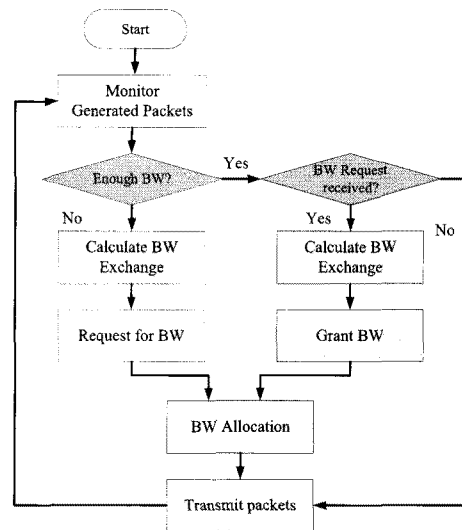 Start
Monitor
Generated Packets
Enough BW?
Yes
BW Request
received?
No
Yes
No
Calculate BW
Exchange
Calculate BW
Exchange
Request for BW
Grant BW
BW Allocation
Transmit packets